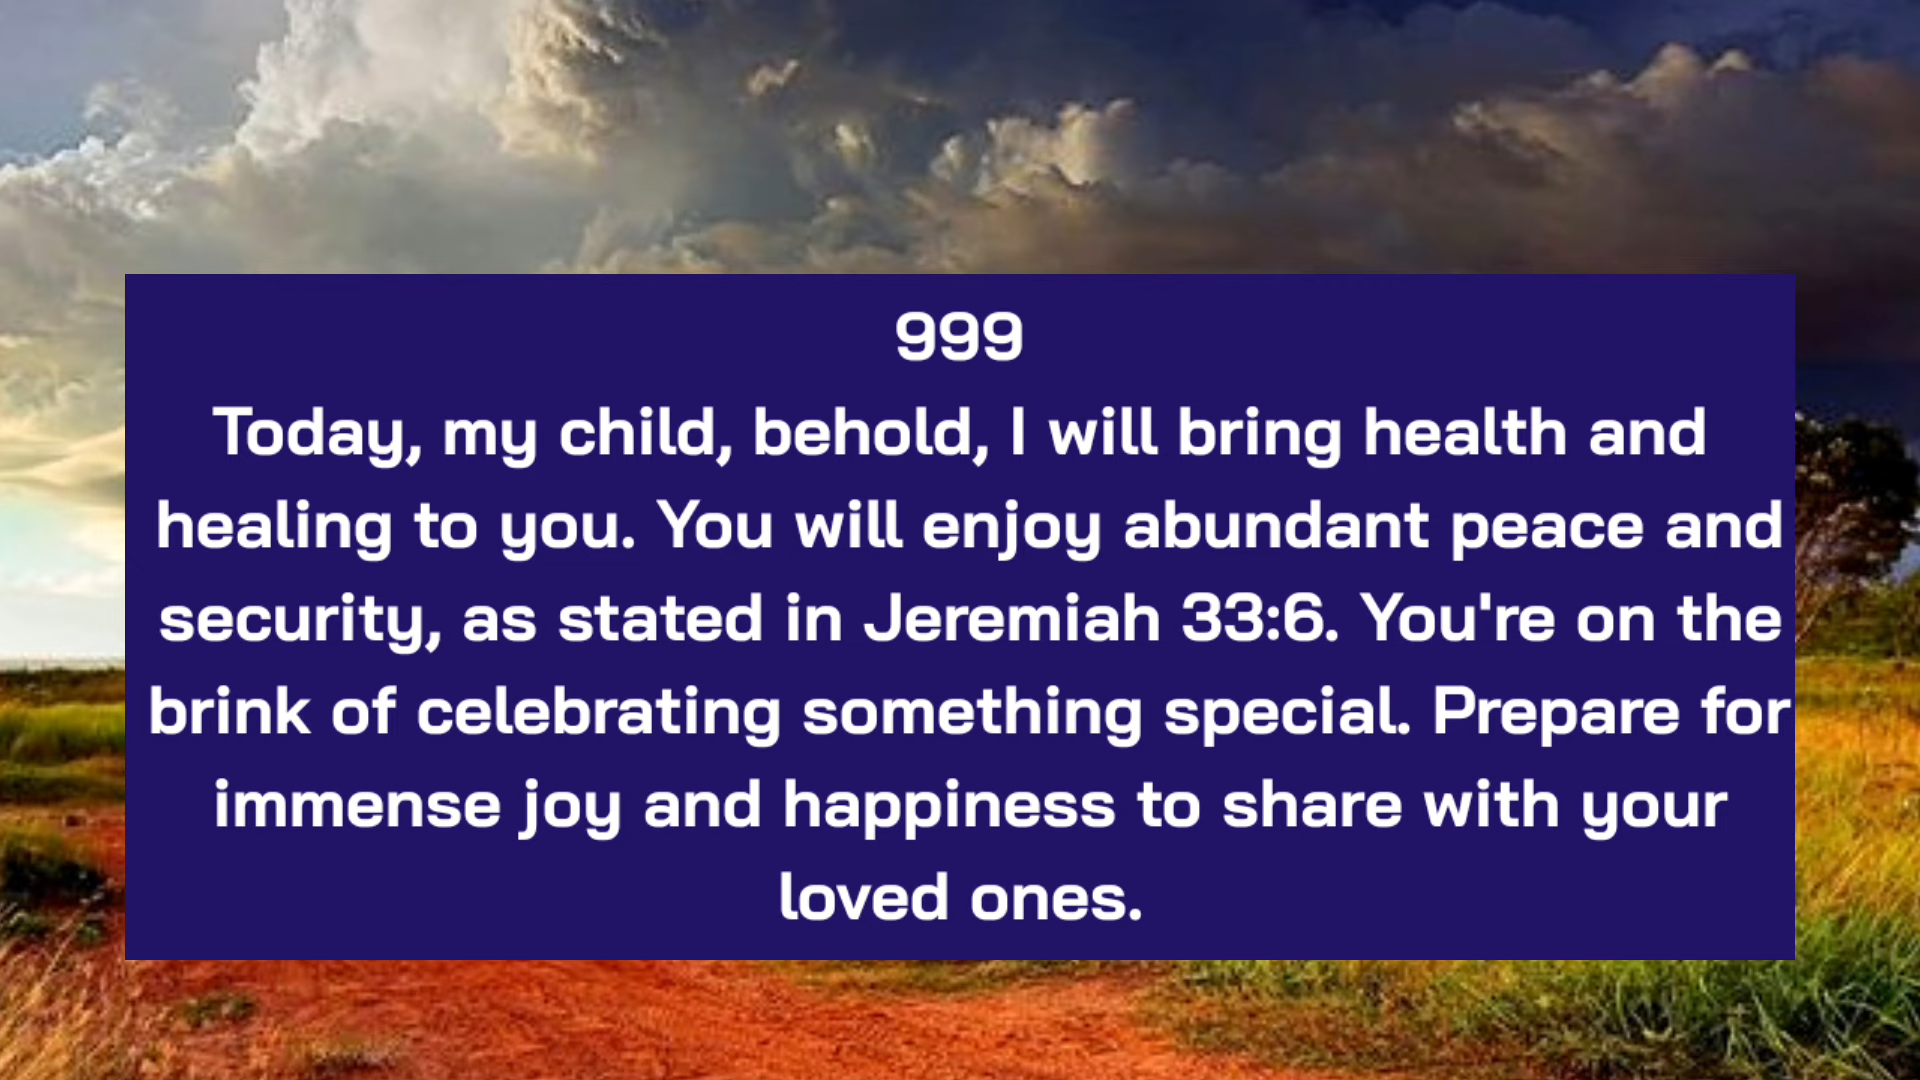 999
Today, my child, behold, I will bring health and
healing to you. You will enjoy abundant peace and
security, as stated in Jeremiah 33:6. You're on the
brink of celebrating something special. Prepare for
immense joy and happiness to share with your
loved ones.